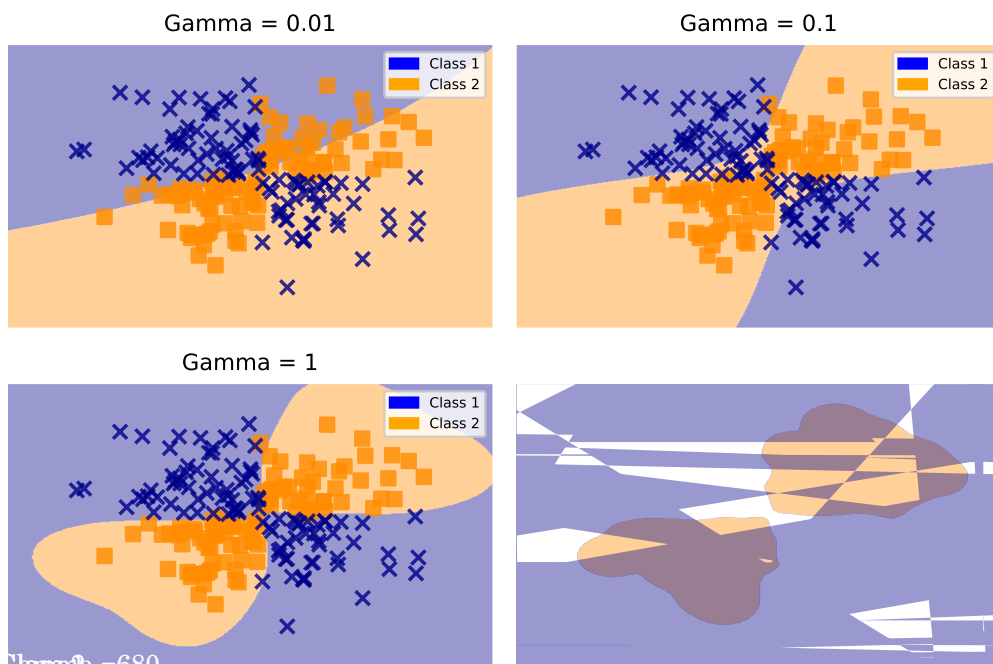 Gamma = 0.01
Class 1
Class 2
Gamma = 0.1
Class 1
Class 2
Gamma = 1
Class 1
Class 2